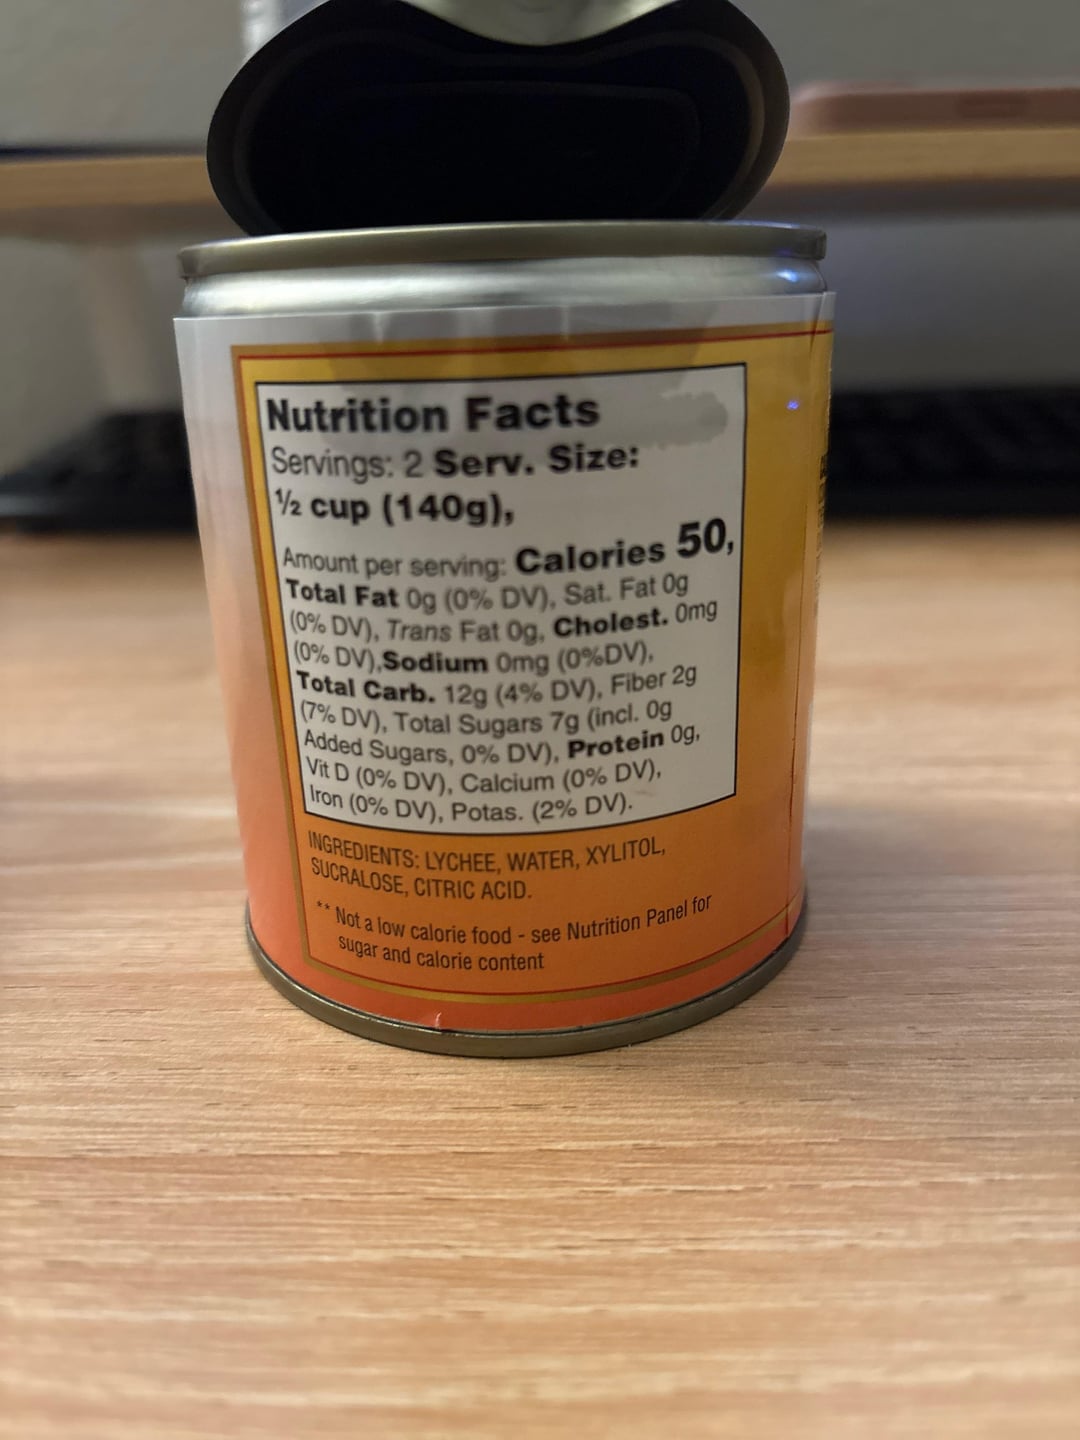 Nutrition Facts
Servings: 2 Serv. Size:
½ cup (140g),
Amount per serving: Calories 50,
Total Fat 0g (0% DV), Sat. Fat 0g
(0% DV), Trans Fat 0g, Cholest. 0mg
(0% DV),Sodium 0mg (0%DV),
Total Carb. 12g (4% DV), Fiber 2g
(7% DV), Total Sugars 7g (incl. 0g
Added Sugars, 0% DV), Protein 0g,
Vit D (0% DV), Calcium (0% DV),
Iron (0% DV), Potas. (2% DV).
INGREDIENTS: LYCHEE, WATER, XYLITOL,
SUCRALOSE, CITRIC ACID.
** Not a low calorie food - see Nutrition Panel for
sugar and calorie content